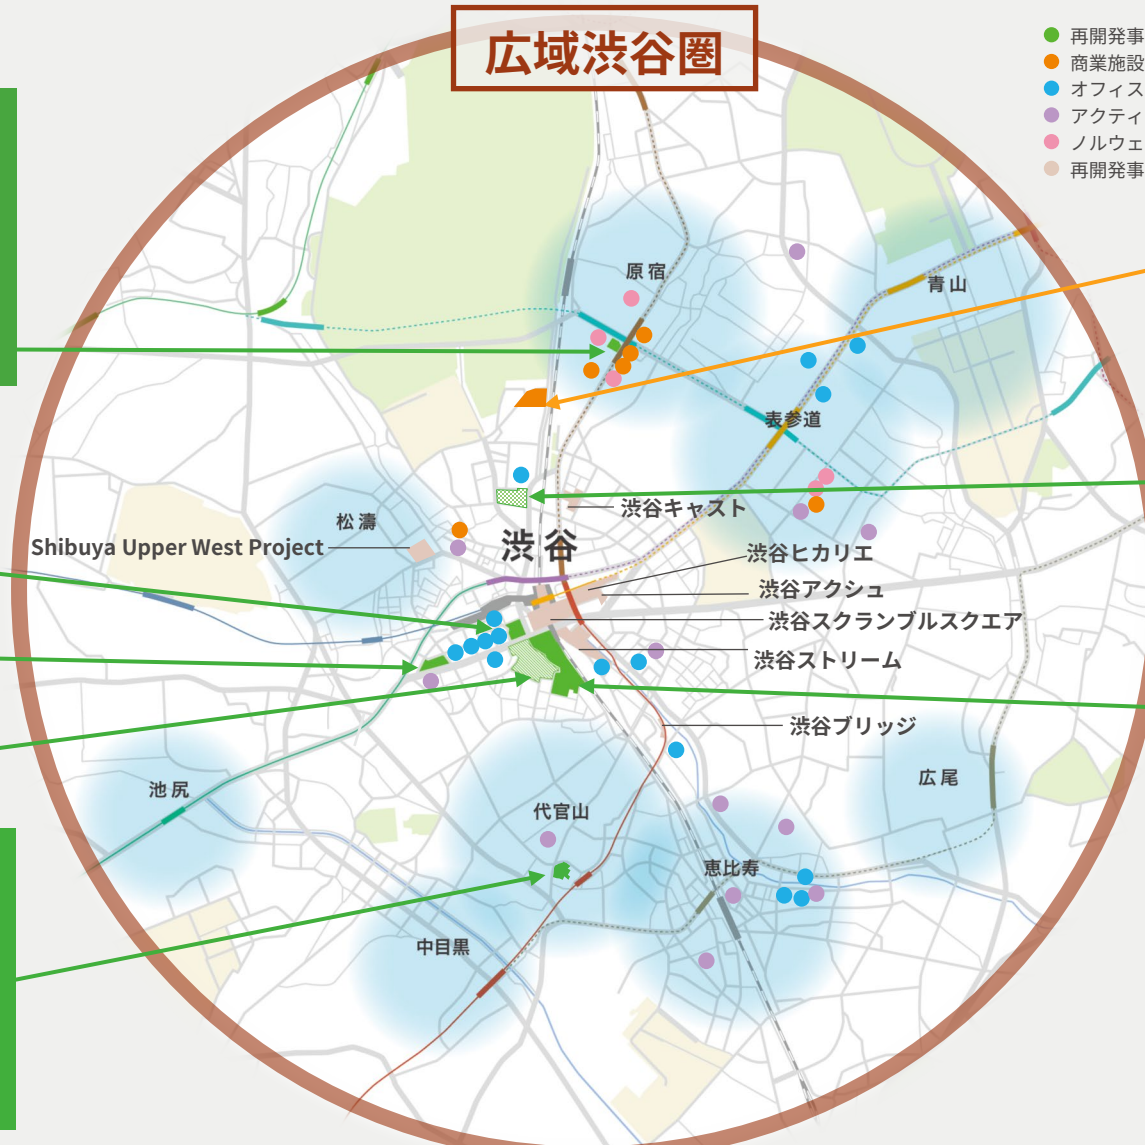 広域渋谷圏
再開発事
商業施設
オフィス
アクティ
ノルウェ
再開発事
原宿
青山
表参道
松濤
渋谷キャスト
Shibuya Upper West Project
渋谷
渋谷ヒカリエ
渋谷アクシュ
渋谷スクランブルスクエア
渋谷ストリーム
渋谷ブリッジ
池尻
代官山
広尾
恵比寿
中目黒